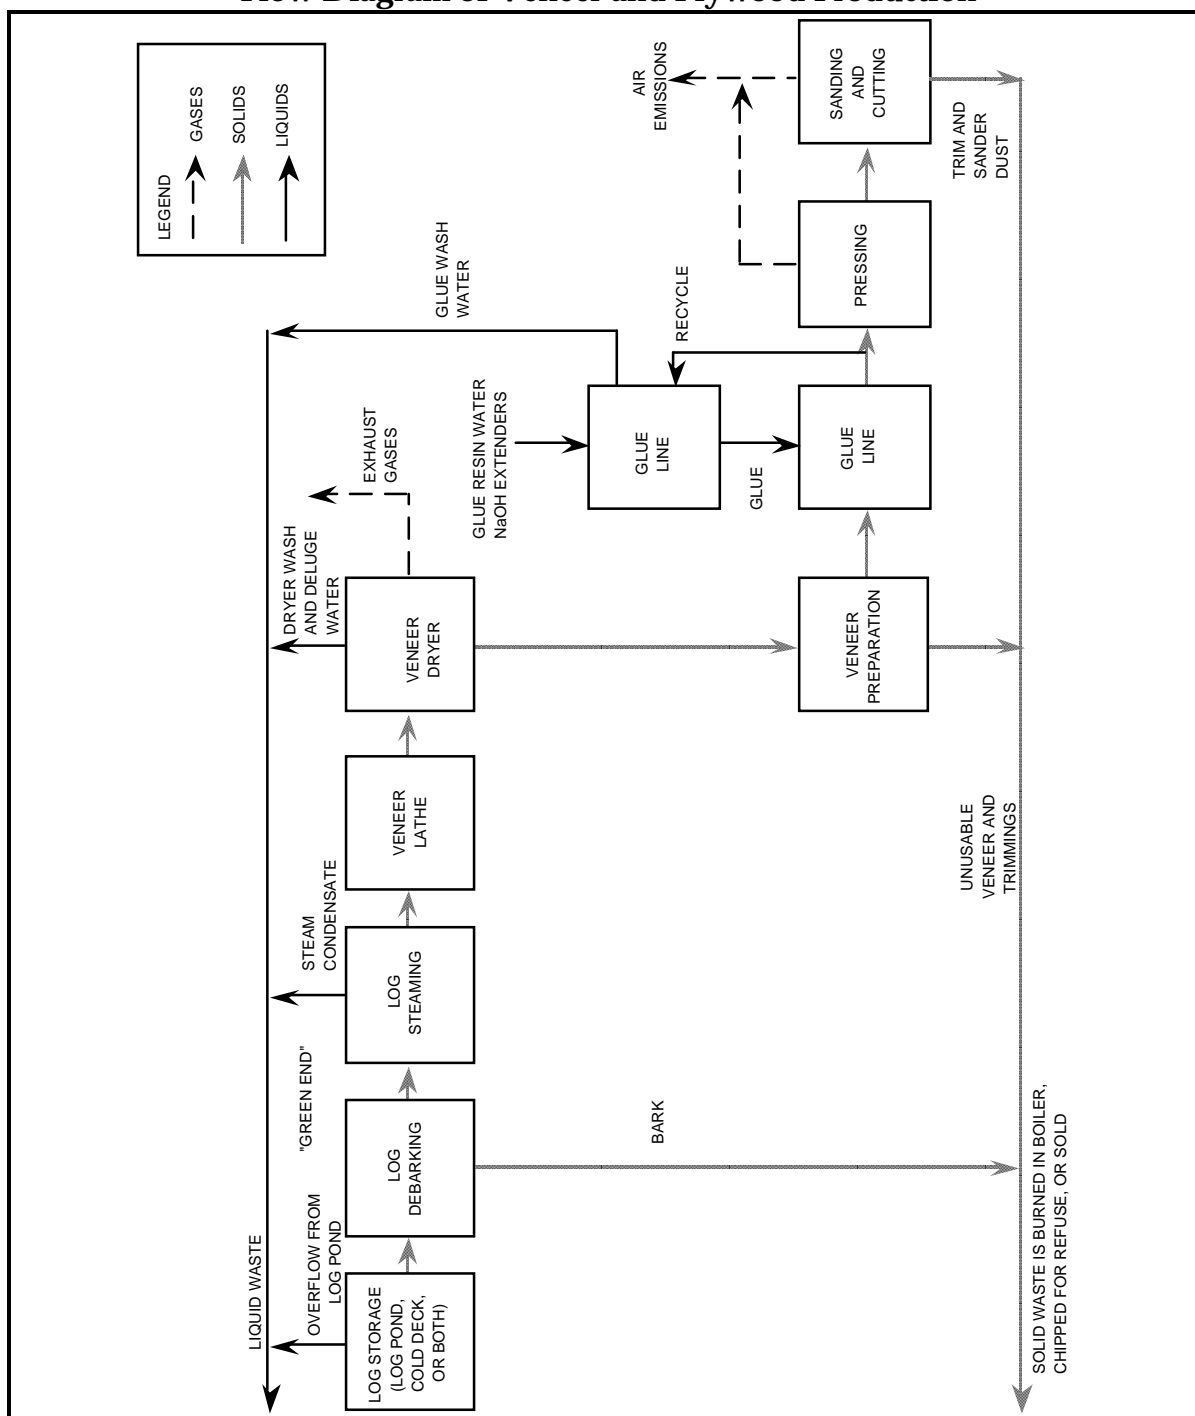 Flow Diagram of Veneer and Plywood Production
LEGEND
GASES
SOLIDS
LIQUIDS
LIQUID WASTE
OVERFLOW FROM
LOG POND
"GREEN END"
STEAM
CONDENSATE
DRYER WASH
AND DELUGE
WATER
EXHAUST
GASES
GLUE WASH
WATER
LOG STORAGE
(LOG POND,
COLD DECK,
OR BOTH)
LOG
DEBARKING
LOG
STEAMING
VENEER
LATHE
VENEER
DRYER
GLUE RESIN WATER
NaOH EXTENDERS
GLUE
LINE
RECYCLE
AIR
EMISSIONS
BARK
GLUE
VENEER
PREPARATION
GLUE
LINE
PRESSING
SANDING
AND
CUTTING
UNUSABLE
VENEER AND
TRIMMINGS
TRIM AND
SANDER
DUST
SOLID WASTE IS BURNED IN BOILER,
CHIPPED FOR REFUSE, OR SOLD